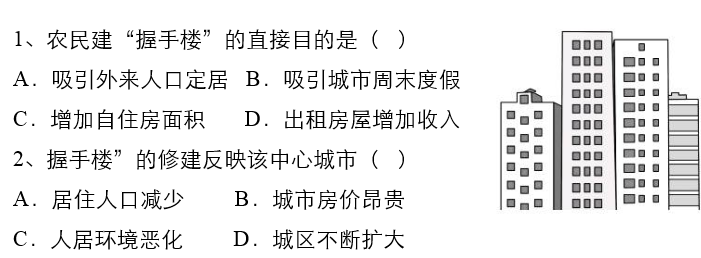 1、农民建“握手楼”的直接目的是（ ）
A．吸引外来人口定居 B．吸引城市周末度假
C．增加自住房面积 D．出租房屋增加收入
2、握手楼”的修建反映该中心城市（ ）
A．居住人口减少 B．城市房价昂贵
C．人居环境恶化 D．城区不断扩大